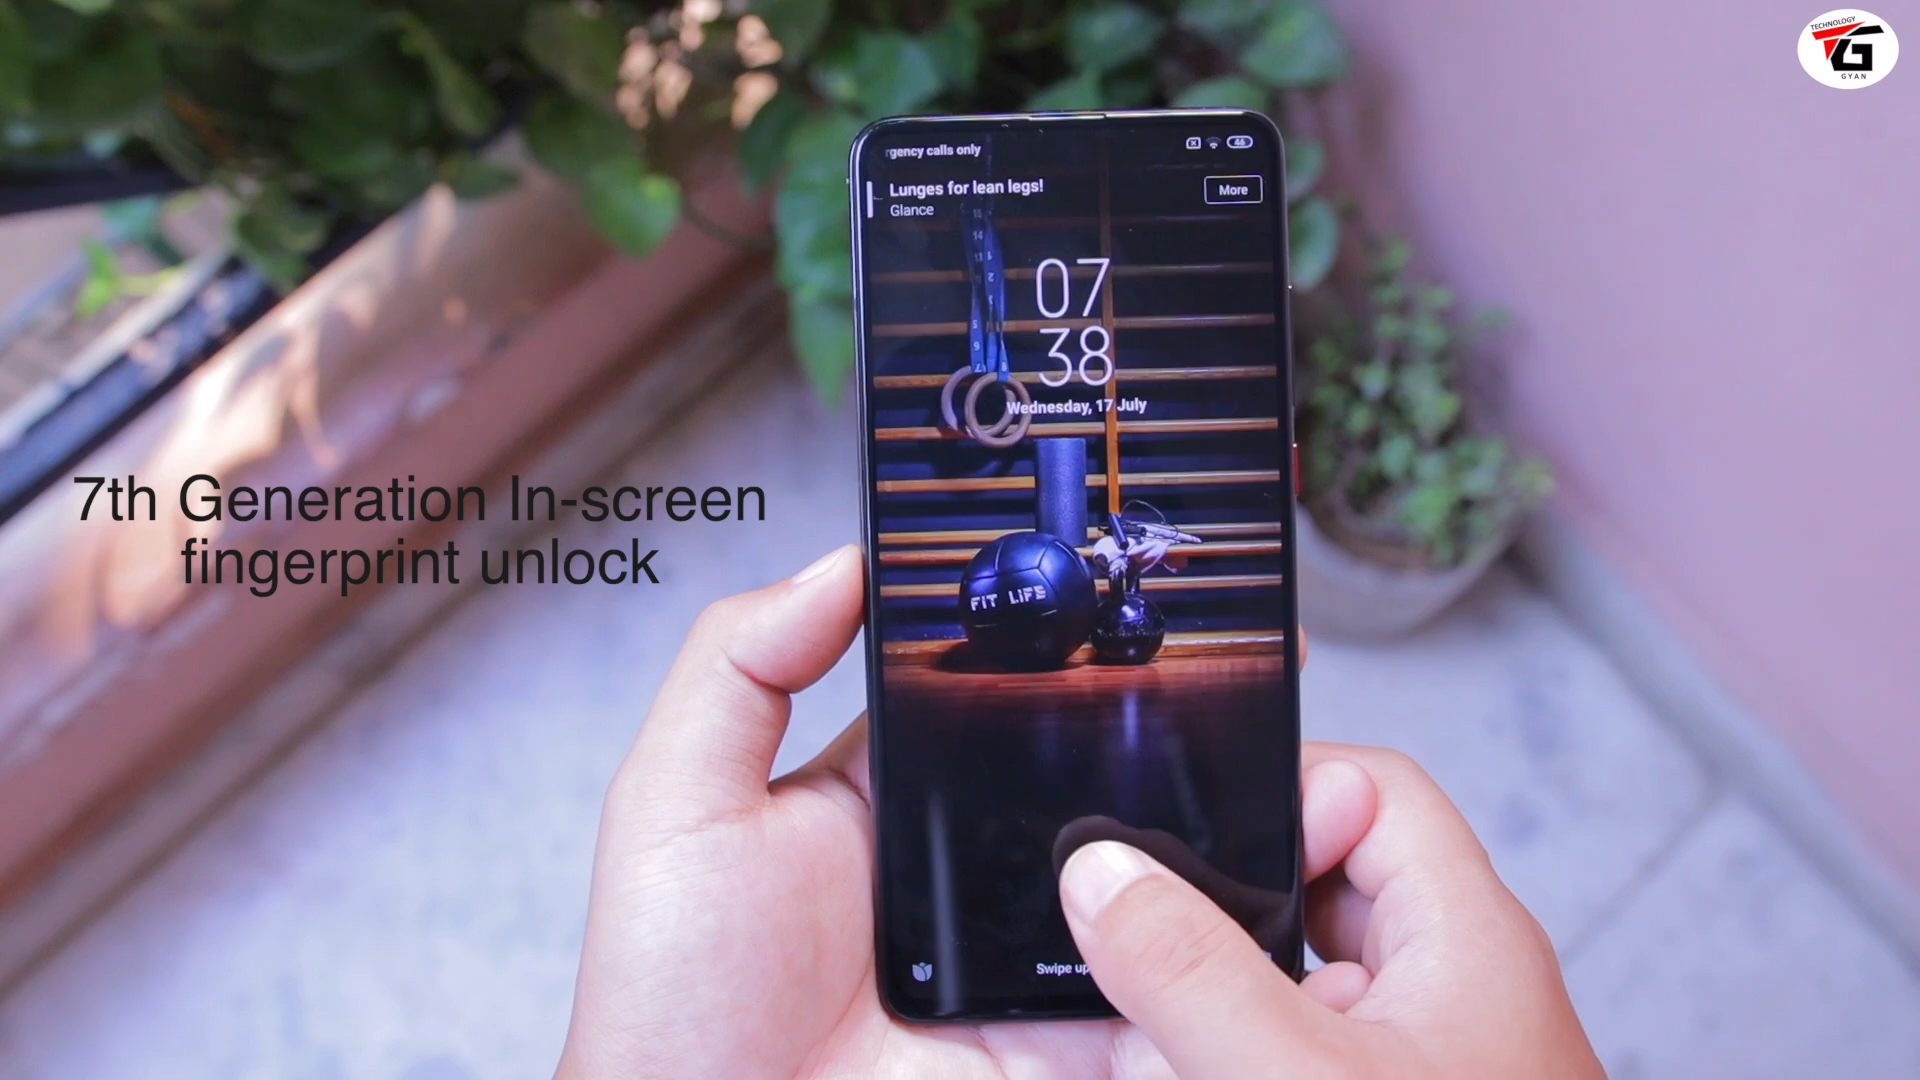 TECHNOLOGY
GYAN
rgency calls only
46
Lunges for lean legs!
Glance
More
07
38
Wednesday, 17 July
7th Generation In-screen
fingerprint unlock
FIT LIFE
Swipe up